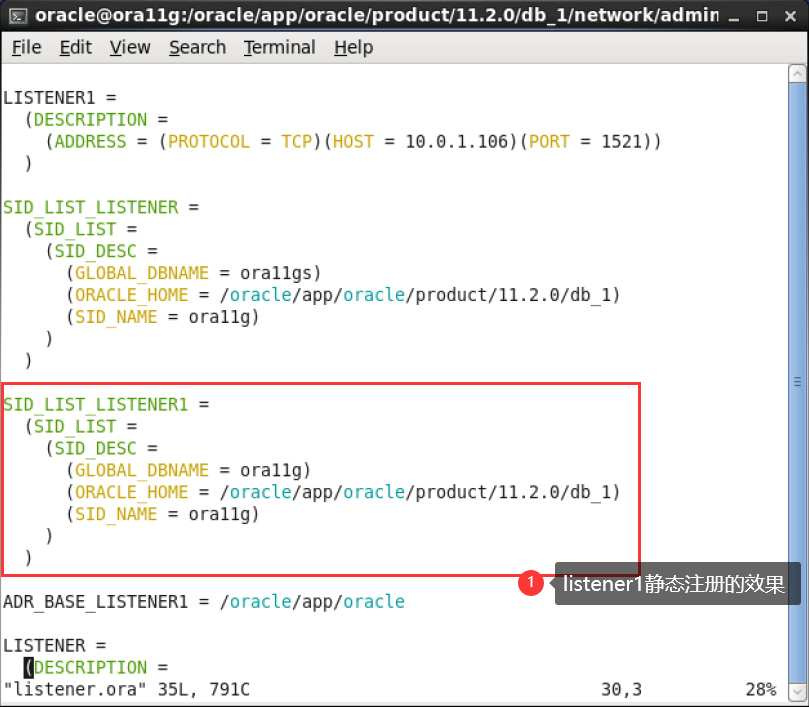 oracle@ora11g:/oracle/app/oracle/product/11.2.0/db_1/network/admin
File Edit View Search Terminal Help
LISTENER1 =
  (DESCRIPTION =
    (ADDRESS = (PROTOCOL = TCP)(HOST = 10.0.1.106)(PORT = 1521))
  )
SID_LIST_LISTENER =
  (SID_LIST =
    (SID_DESC =
      (GLOBAL_DBNAME = ora11gs)
      (ORACLE_HOME = /oracle/app/oracle/product/11.2.0/db_1)
      (SID_NAME = ora11g)
    )
  )
SID_LIST_LISTENER1 =
  (SID_LIST =
    (SID_DESC =
      (GLOBAL_DBNAME = ora11g)
      (ORACLE_HOME = /oracle/app/oracle/product/11.2.0/db_1)
      (SID_NAME = ora11g)
    )
  )
1 listener1静态注册的效果
ADR_BASE_LISTENER1 = /oracle/app/oracle
LISTENER =
  (DESCRIPTION =
"listener.ora" 35L, 791C 30,3 28%